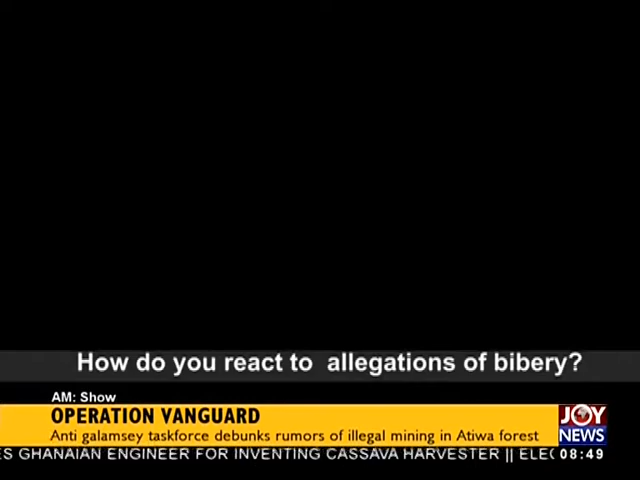 How do you react to allegations of bibery?
AM: Show
OPERATION VANGUARD
Anti galamsey taskforce debunks rumors of illegal mining in Atiwa forest
JOY
NEWS
GHANAIAN ENGINEER FOR INVENTING CASSAVA HARVESTER ||
08:49